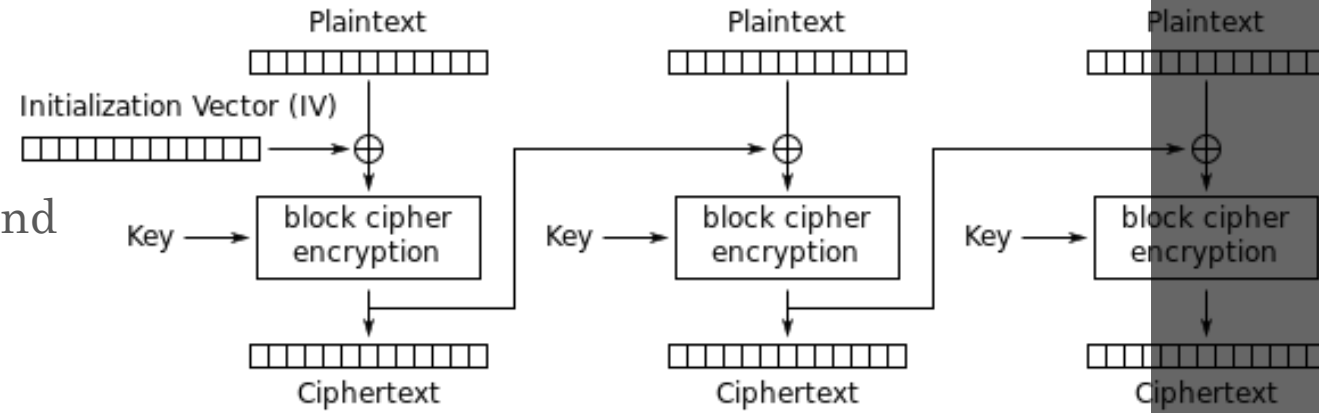 Plaintext
Plaintext
Plaintext
Initialization Vector (IV)
nd
Key
block cipher
encryption
Key
block cipher
encryption
Key
block cipher
encryption
Ciphertext
Ciphertext
Ciphertext